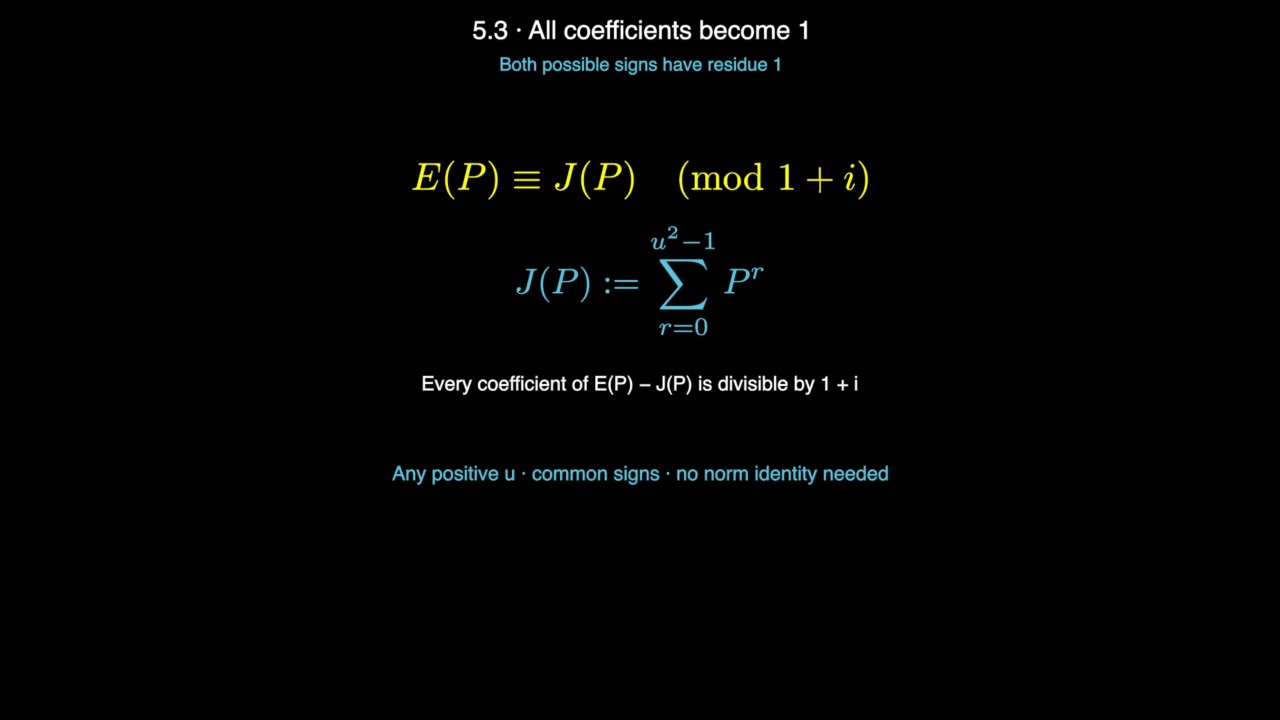 5.3 · All coefficients become 1
Both possible signs have residue 1
E(P) ≡ J(P) (mod 1 + i)
J(P) := ∑_{r=0}^{u²−1} P^r
Every coefficient of E(P) − J(P) is divisible by 1 + i
Any positive u · common signs · no norm identity needed